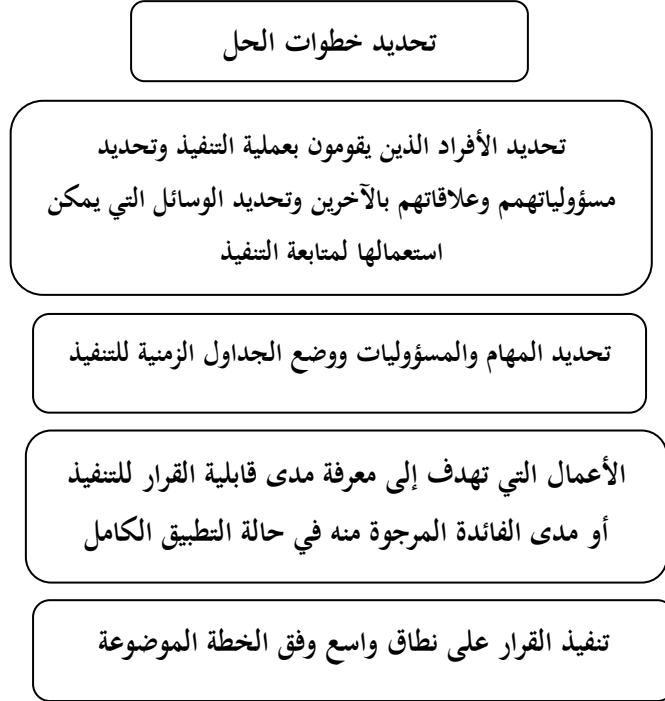 تحديد خطوات الحل
تحديد الأفراد الذين يقومون بعملية التنفيذ وتحديد
مسؤولياتهمم وعلاقاتهم بالآخرين وتحديد الوسائل التي يمكن
استعمالها لمتابعة التنفيذ
تحديد المهام والمسؤوليات ووضع الجداول الزمنية للتنفيذ
الأعمال التي تهدف إلى معرفة مدى قابلية القرار للتنفيذ
أو مدى الفائدة المرجوة منه في حالة التطبيق الكامل
تنفيذ القرار على نطاق واسع وفق الخطة الموضوعة